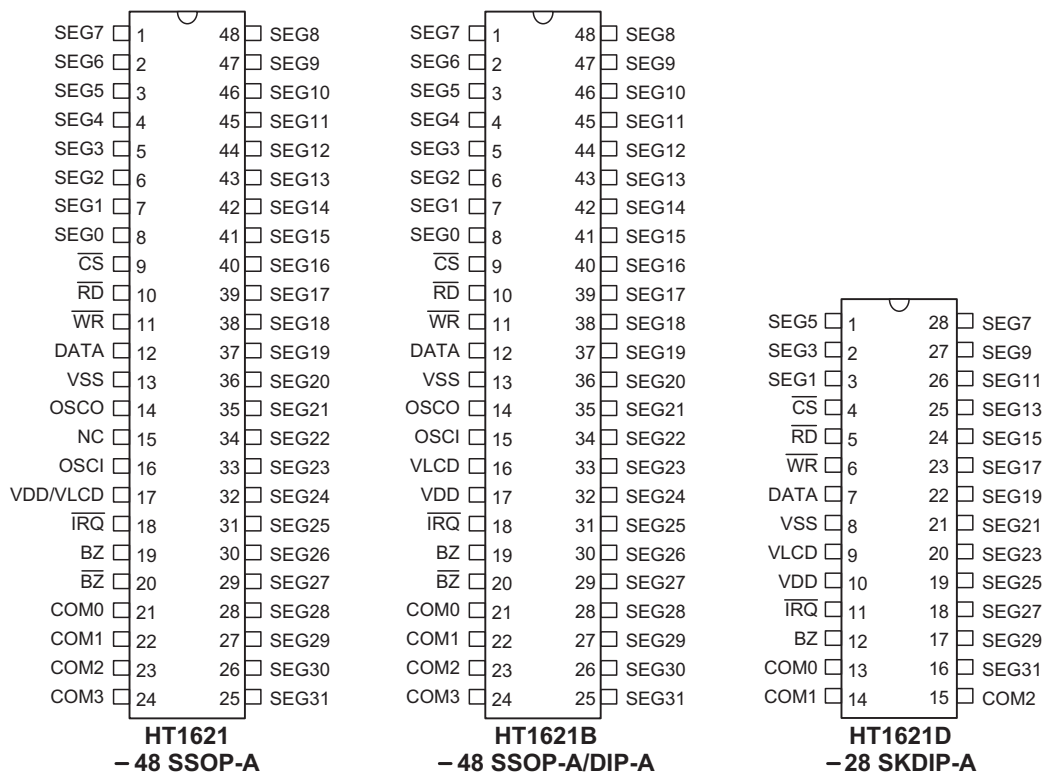 SEG7 1 48 SEG8
SEG6 2 47 SEG9
SEG5 3 46 SEG10
SEG4 4 45 SEG11
SEG3 5 44 SEG12
SEG2 6 43 SEG13
SEG1 7 42 SEG14
SEG0 8 41 SEG15
CS 9 40 SEG16
RD 10 39 SEG17
WR 11 38 SEG18
DATA 12 37 SEG19
VSS 13 36 SEG20
OSCO 14 35 SEG21
NC 15 34 SEG22
OSCI 16 33 SEG23
VDD/VLCD 17 32 SEG24
IRQ 18 31 SEG25
BZ 19 30 SEG26
BZ 20 29 SEG27
COM0 21 28 SEG28
COM1 22 27 SEG29
COM2 23 26 SEG30
COM3 24 25 SEG31
HT1621
– 48 SSOP-A
SEG7 1 48 SEG8
SEG6 2 47 SEG9
SEG5 3 46 SEG10
SEG4 4 45 SEG11
SEG3 5 44 SEG12
SEG2 6 43 SEG13
SEG1 7 42 SEG14
SEG0 8 41 SEG15
CS 9 40 SEG16
RD 10 39 SEG17
WR 11 38 SEG18
DATA 12 37 SEG19
VSS 13 36 SEG20
OSCO 14 35 SEG21
OSCI 15 34 SEG22
VLCD 16 33 SEG23
VDD 17 32 SEG24
IRQ 18 31 SEG25
BZ 19 30 SEG26
BZ 20 29 SEG27
COM0 21 28 SEG28
COM1 22 27 SEG29
COM2 23 26 SEG30
COM3 24 25 SEG31
HT1621B
– 48 SSOP-A/DIP-A
SEG5 1 28 SEG7
SEG3 2 27 SEG9
SEG1 3 26 SEG11
CS 4 25 SEG13
RD 5 24 SEG15
WR 6 23 SEG17
DATA 7 22 SEG19
VSS 8 21 SEG21
VLCD 9 20 SEG23
VDD 10 19 SEG25
IRQ 11 18 SEG27
BZ 12 17 SEG29
COM0 13 16 SEG31
COM1 14 15 COM2
HT1621D
– 28 SKDIP-A